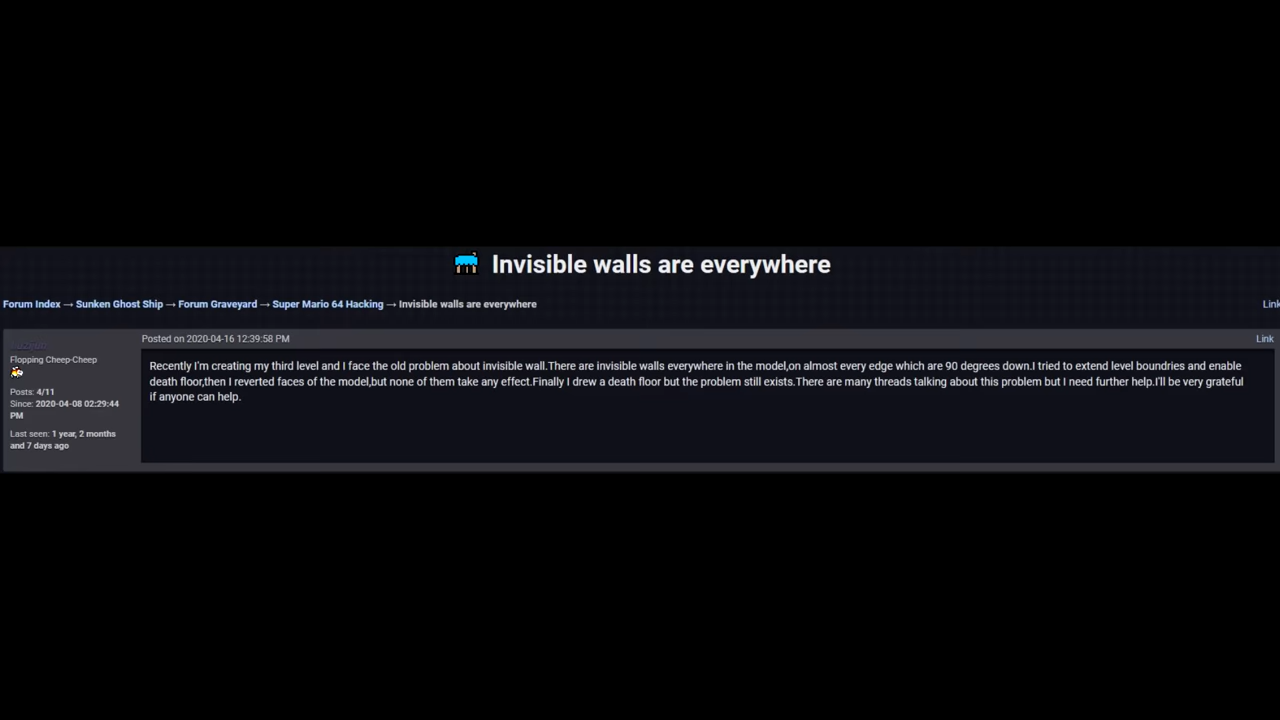 Invisible walls are everywhere
Forum Index → Sunken Ghost Ship → Forum Graveyard → Super Mario 64 Hacking → Invisible walls are everywhere
Link
Posted on 2020-04-16 12:39:58 PM
Link
Flopping Cheep-Cheep
Posts: 4/11
Since: 2020-04-08 02:29:44
PM
Last seen: 1 year, 2 months
and 7 days ago
Recently I'm creating my third level and I face the old problem about invisible wall.There are invisible walls everywhere in the model,on almost every edge which are 90 degrees down.I tried to extend level boundries and enable
death floor,then I reverted faces of the model,but none of them take any effect.Finally I drew a death floor but the problem still exists.There are many threads talking about this problem but I need further help.I'll be very grateful
if anyone can help.